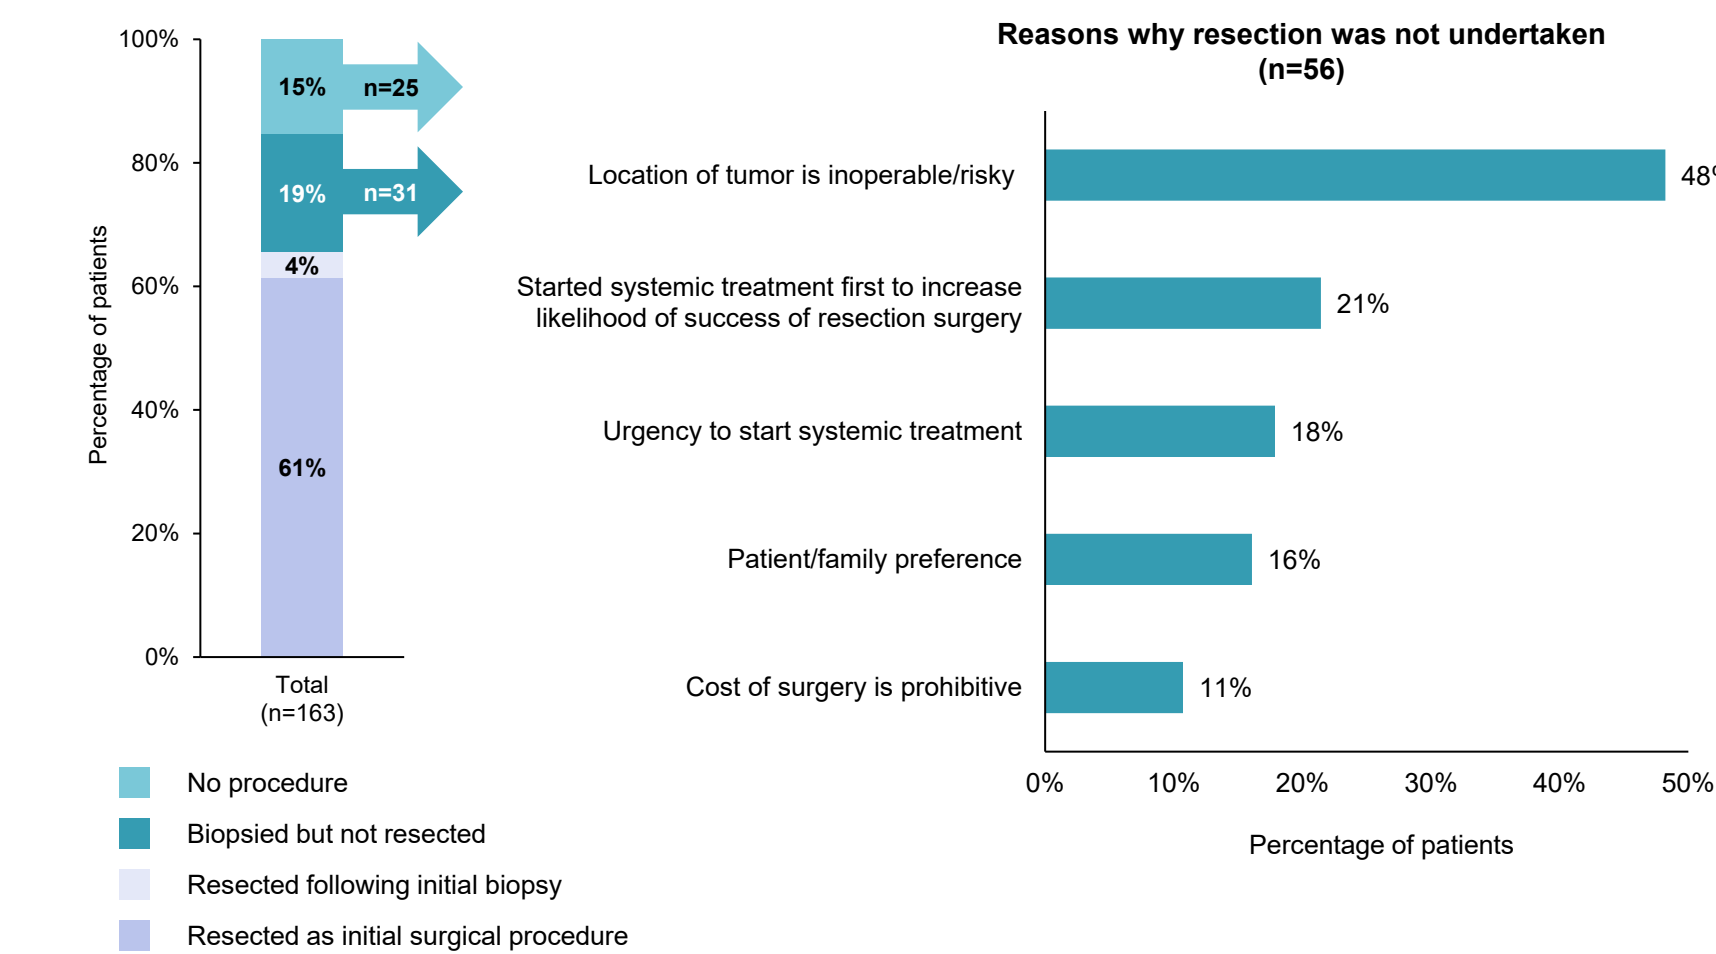 100%
80%
60%
40%
20%
0%
Percentage of patients
15%
n=25
19%
n=31
4%
61%
Total
(n=163)
No procedure
Biopsied but not resected
Resected following initial biopsy
Resected as initial surgical procedure
Reasons why resection was not undertaken
(n=56)
Location of tumor is inoperable/risky
48%
Started systemic treatment first to increase
likelihood of success of resection surgery
21%
Urgency to start systemic treatment
18%
Patient/family preference
16%
Cost of surgery is prohibitive
11%
0% 10% 20% 30% 40% 50%
Percentage of patients